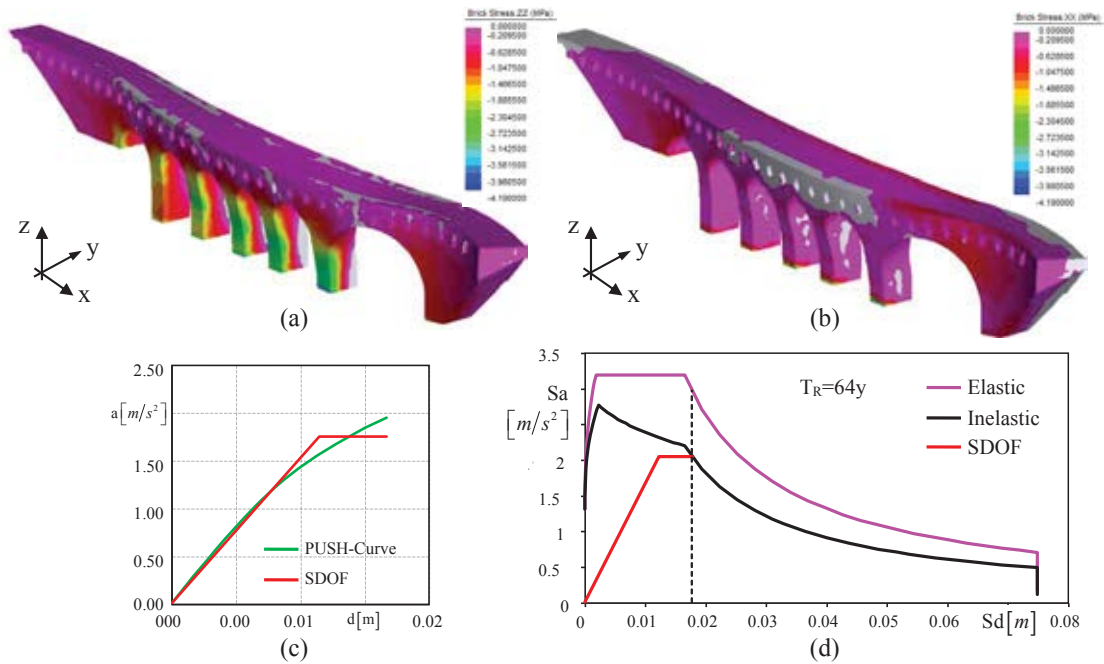 Brick Stress:ZZ (MPa)
0.000000
-0.209500
-0.628500
-1.047500
-1.466500
-1.885500
-2.304500
-2.723500
-3.142500
-3.561500
-3.980500
-4.190000
z
y
x
(a)
Brick Stress:XX (MPa)
0.000000
-0.209500
-0.628500
-1.047500
-1.466500
-1.885500
-2.304500
-2.723500
-3.142500
-3.561500
-3.980500
-4.190000
z
y
x
(b)
2.50
a[m/s²]
1.50
1.00
0.50
0.00
PUSH-Curve
SDOF
000
0.00
0.01
d[m]
0.02
(c)
3.5
Sa
3
[m/s²]
2.5
2
1.5
1
0.5
0
T_R=64y
Elastic
Inelastic
SDOF
0
0.01
0.02
0.03
0.04
0.05
0.06
0.07
0.08
Sd[m]
(d)